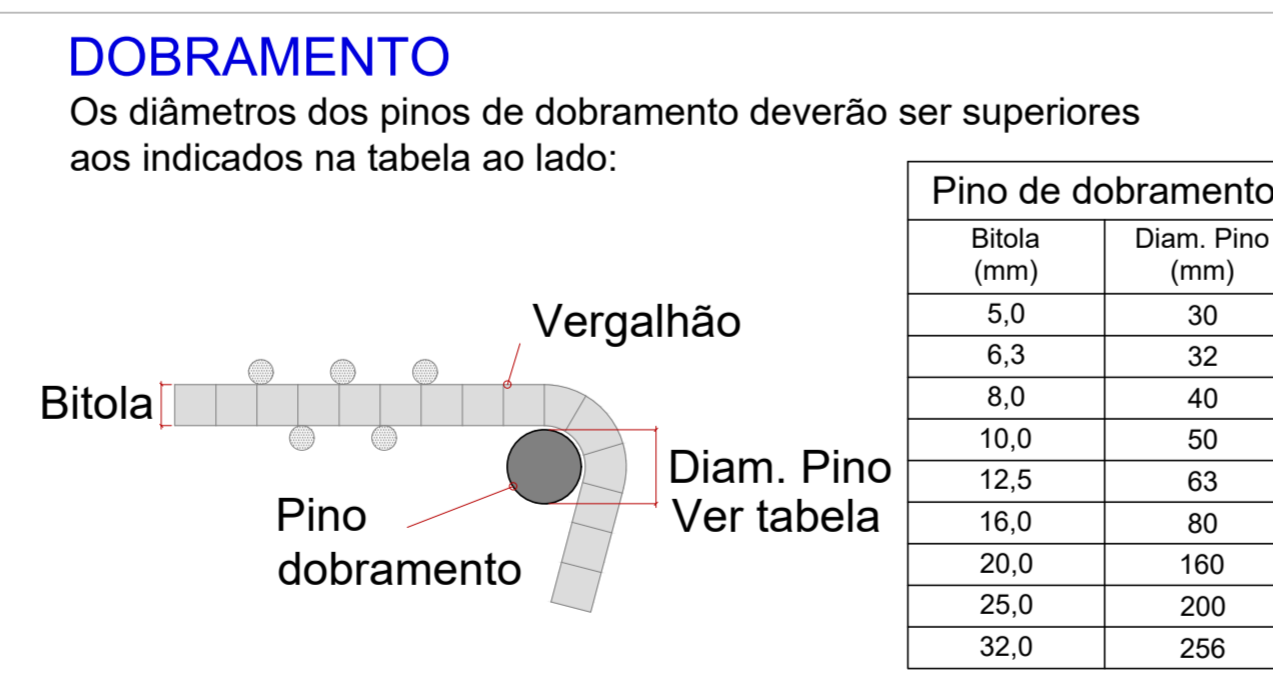 DOBRAMENTO
Os diâmetros dos pinos de dobramento deverão ser superiores
aos indicados na tabela ao lado:
Vergalhão
Bitola
Pino
dobramento
Diam. Pino
Ver tabela
Pino de dobramento
Bitola (mm) Diam. Pino (mm)
5,0 30
6,3 32
8,0 40
10,0 50
12,5 63
16,0 80
20,0 160
25,0 200
32,0 256